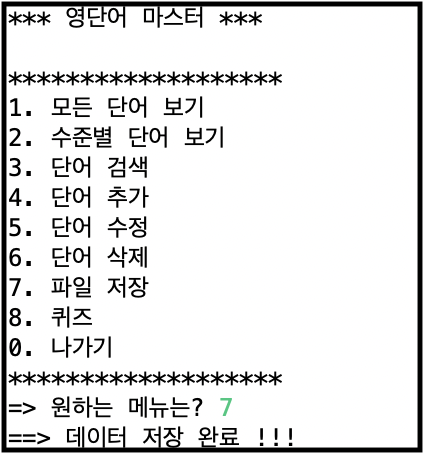 *** 영단어 마스터 ***

*******************
1. 모든 단어 보기
2. 수준별 단어 보기
3. 단어 검색
4. 단어 추가
5. 단어 수정
6. 단어 삭제
7. 파일 저장
8. 퀴즈
0. 나가기
*******************
=> 원하는 메뉴는? 7
==> 데이터 저장 완료 !!!